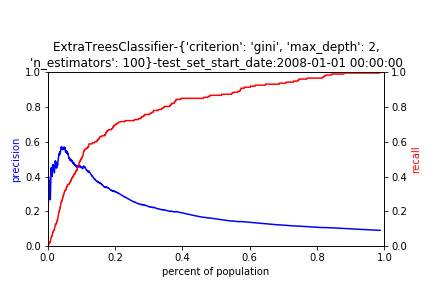 ExtraTreesClassifier-{'criterion': 'gini', 'max_depth': 2,
'n_estimators': 100}-test_set_start_date:2008-01-01 00:00:00
1.0
0.8
0.6
0.4
0.2
0.0
precision
1.0
0.8
0.6
0.4
0.2
0.0
recall
0.0 0.2 0.4 0.6 0.8 1.0
percent of population